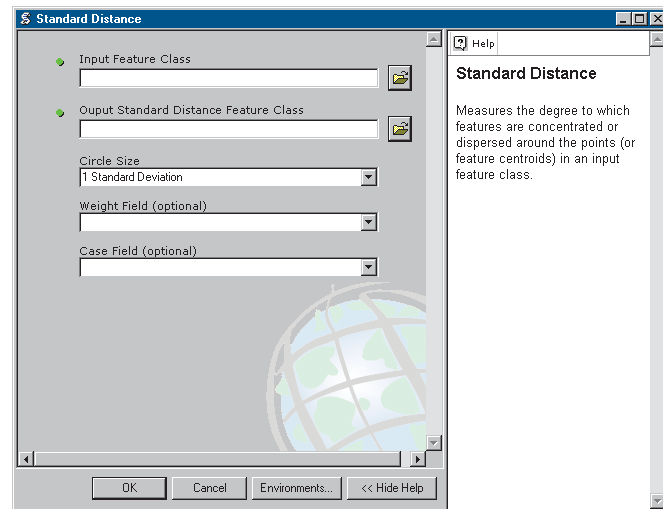 Standard Distance
Input Feature Class
Ouput Standard Distance Feature Class
Circle Size
1 Standard Deviation
Weight Field (optional)
Case Field (optional)
OK
Cancel
Environments...
<< Hide Help
Help
Standard Distance
Measures the degree to which
features are concentrated or
dispersed around the points (or
feature centroids) in an input
feature class.